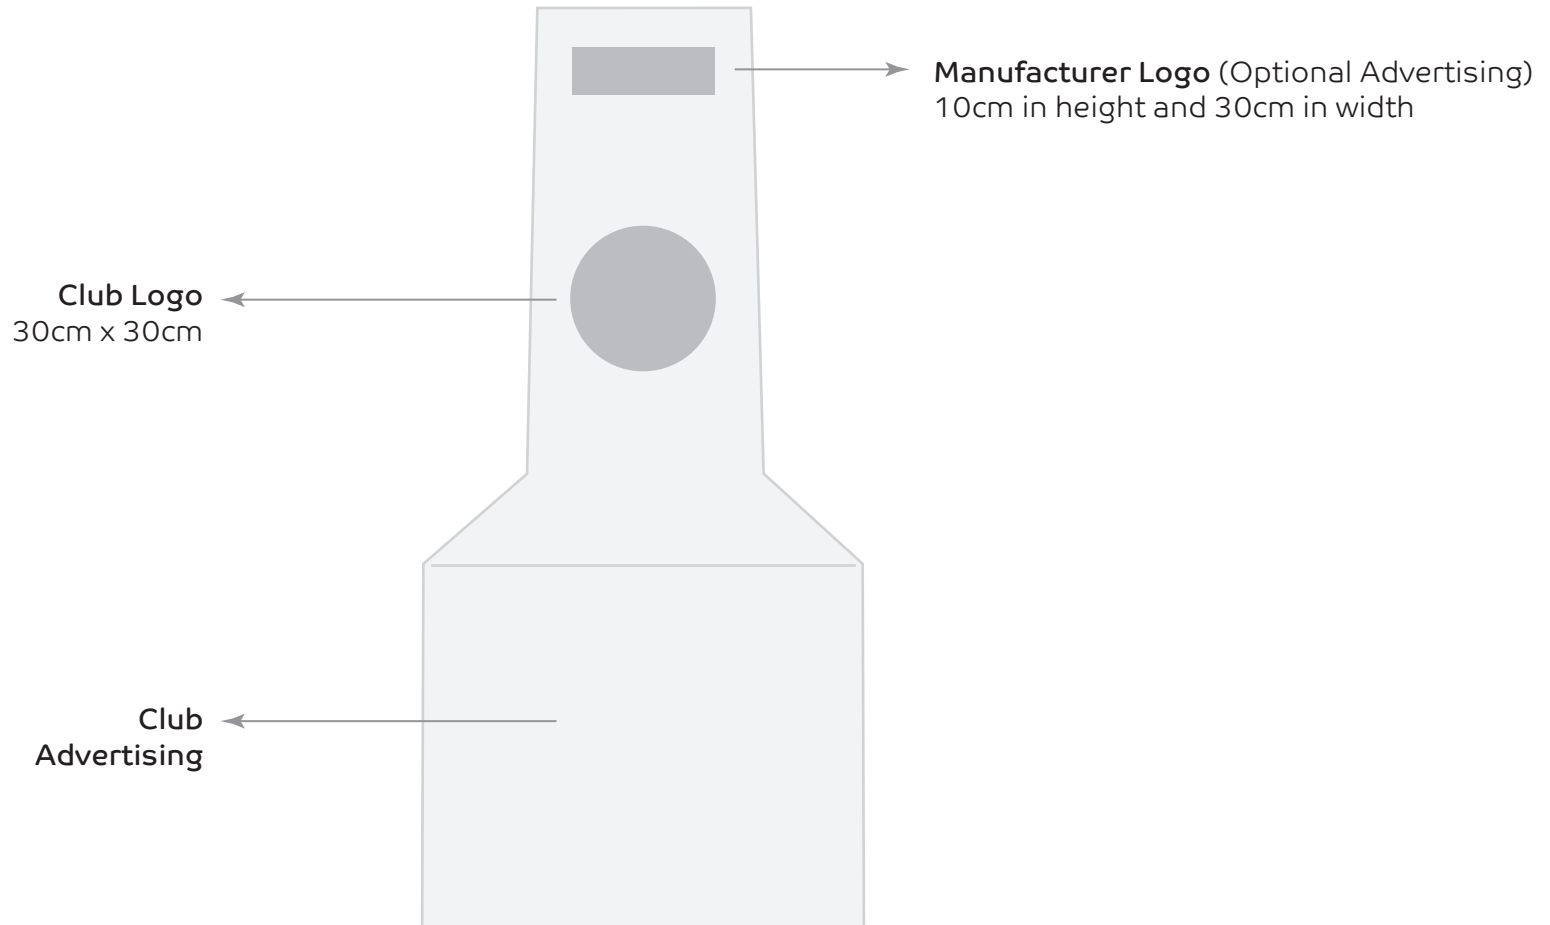 Manufacturer Logo (Optional Advertising)
10cm in height and 30cm in width
Club Logo
30cm x 30cm
Club
Advertising